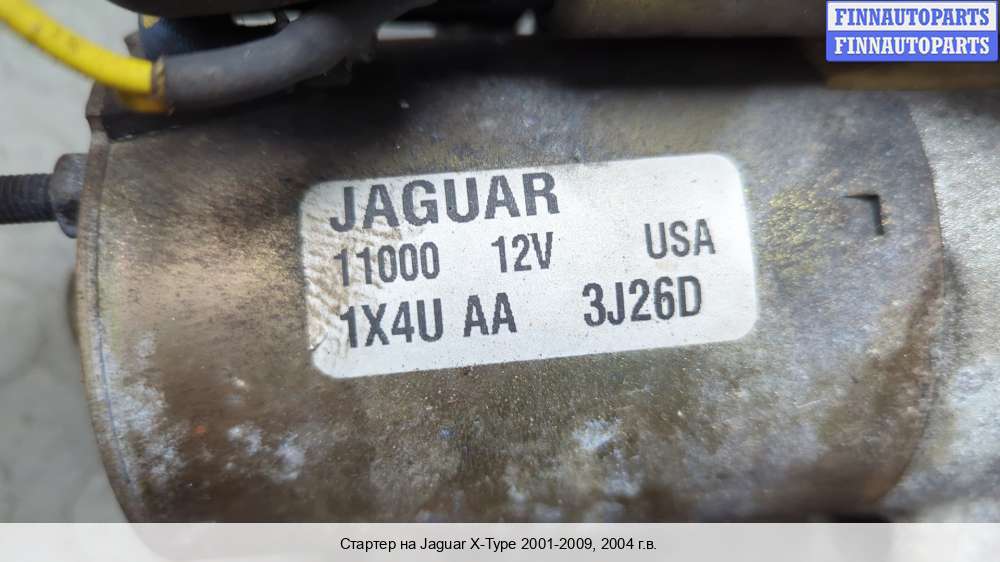 FINNAUTOPARTS
FINNAUTOPARTS
JAGUAR
11000 12V USA
1X4U AA 3J26D
Стартер на Jaguar X-Type 2001-2009, 2004 г.в.